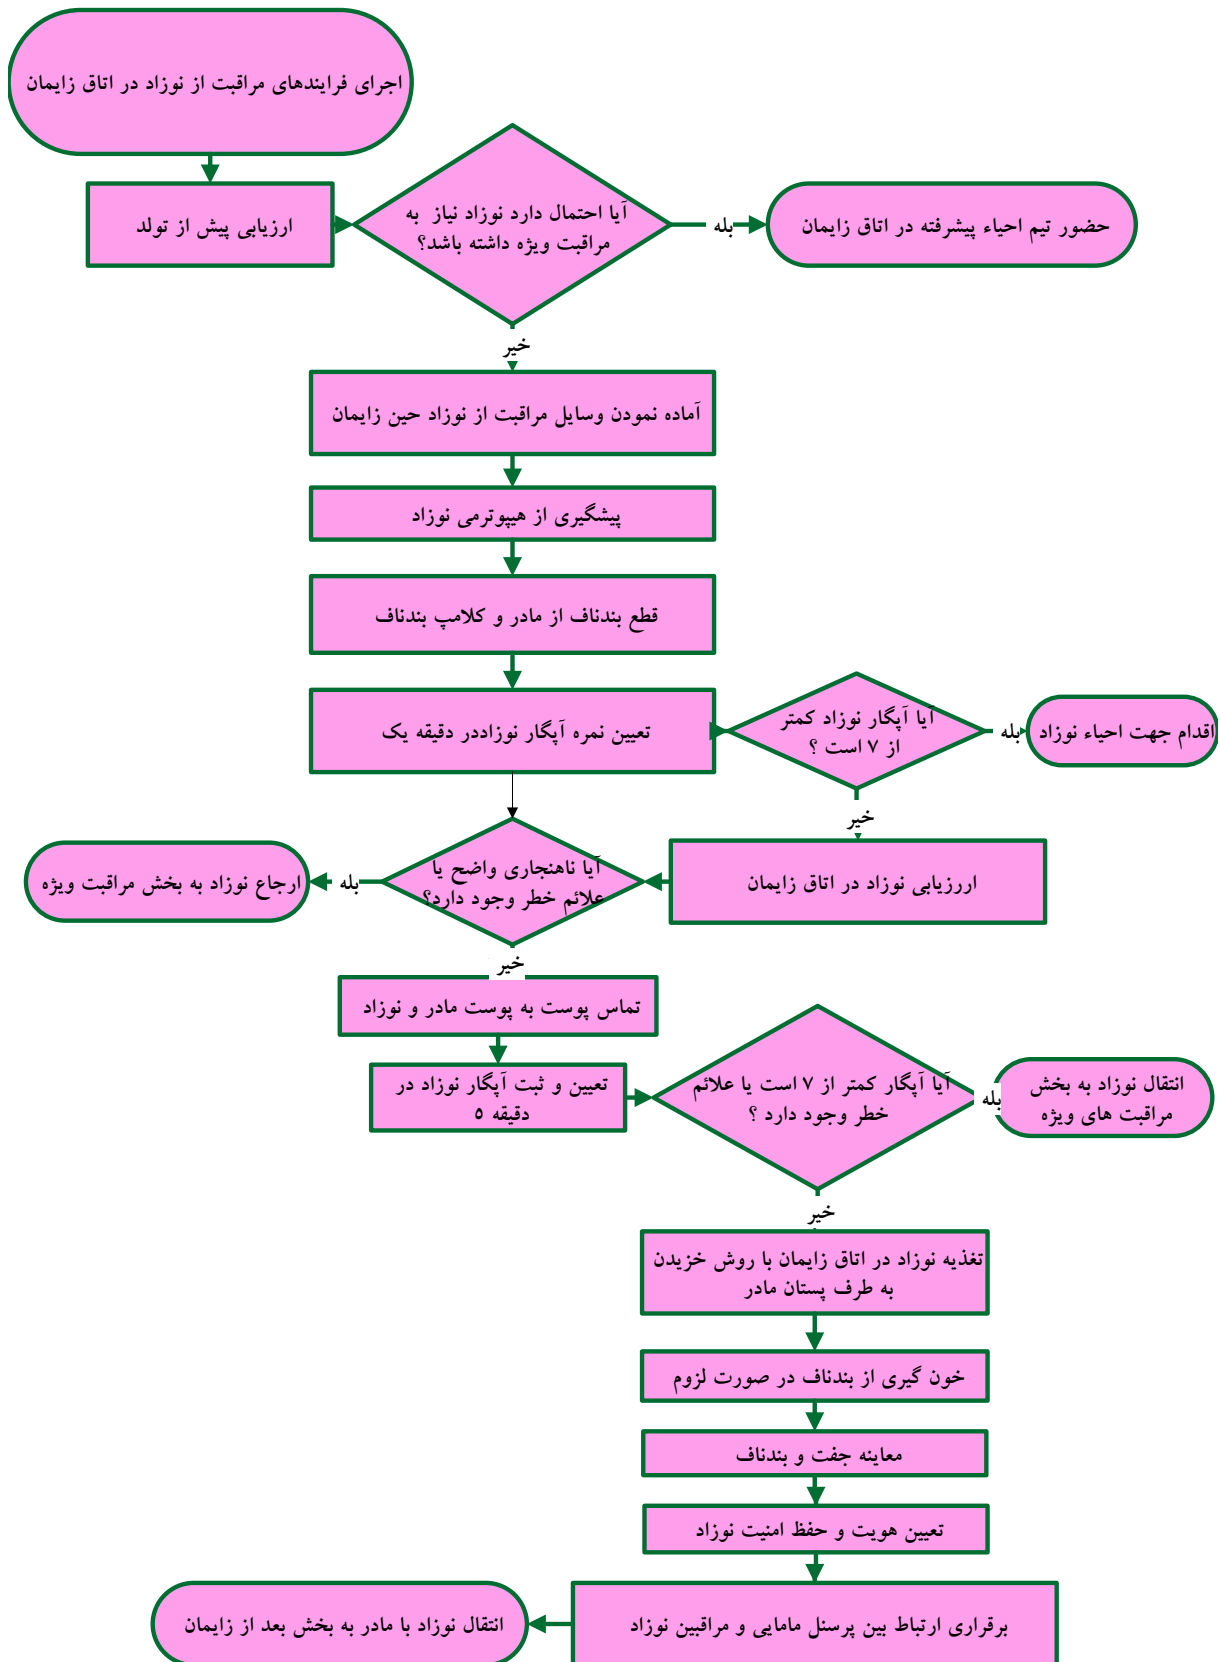 اجرای فرایندهای مراقبت از نوزاد در اتاق زایمان
ارزیابی پیش از تولد
آیا احتمال دارد نوزاد نیاز به
مراقبت ویژه داشته باشد؟
بله
حضور تیم احیاء پیشرفته در اتاق زایمان
خیر
آماده نمودن وسایل مراقبت از نوزاد حین زایمان
پیشگیری از هیپوترمی نوزاد
قطع بندناف از مادر و کلامپ بندناف
تعیین نمره آپگار نوزاددر دقیقه یک
آیا آپگار نوزاد کمتر
از ۷ است ؟
بله
اقدام جهت احیاء نوزاد
خیر
اررزیابی نوزاد در اتاق زایمان
آیا ناهنجاری واضح یا
علائم خطر وجود دارد؟
بله
ارجاع نوزاد به بخش مراقبت ویژه
خیر
تماس پوست به پوست مادر و نوزاد
تعیین و ثبت آپگار نوزاد در
دقیقه ۵
آیا آپگار کمتر از ۷ است یا علائم
خطر وجود دارد ؟
بله
انتقال نوزاد به بخش
مراقبت های ویژه
خیر
تغذیه نوزاد در اتاق زایمان با روش خزیدن
به طرف پستان مادر
خون گیری از بندناف در صورت لزوم
معاینه جفت و بندناف
تعیین هویت و حفظ امنیت نوزاد
برقراری ارتباط بین پرسنل مامایی و مراقبین نوزاد
انتقال نوزاد با مادر به بخش بعد از زایمان